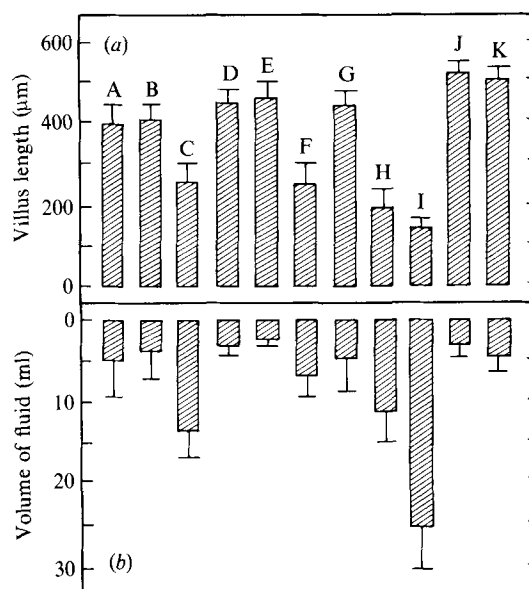 (a)
Villus length (μm)
600
400
200
0
A B C D E F G H I J K
(b)
Volume of fluid (ml)
0
10
20
30